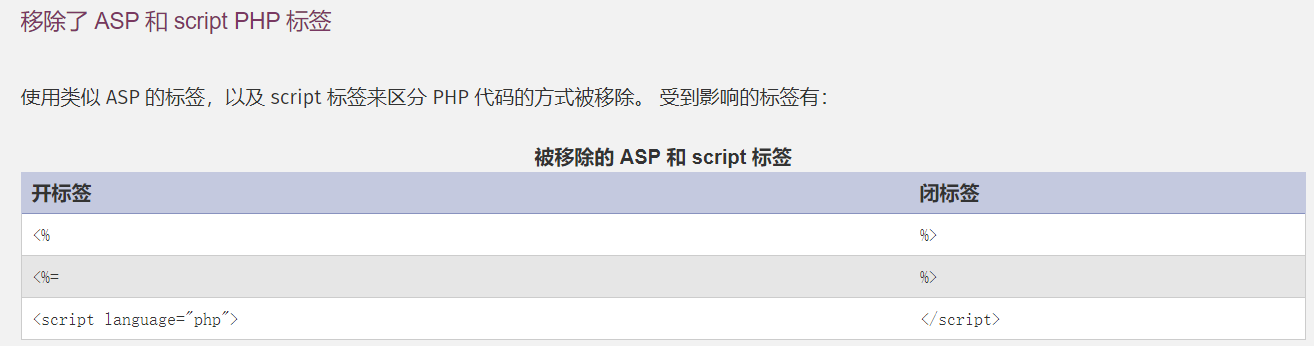 移除了 ASP 和 script PHP 标签
使用类似 ASP 的标签，以及 script 标签来区分 PHP 代码的方式被移除。 受到影响的标签有：
被移除的 ASP 和 script 标签
开标签 闭标签
<% %>
<%= %>
<script language="php"> </script>